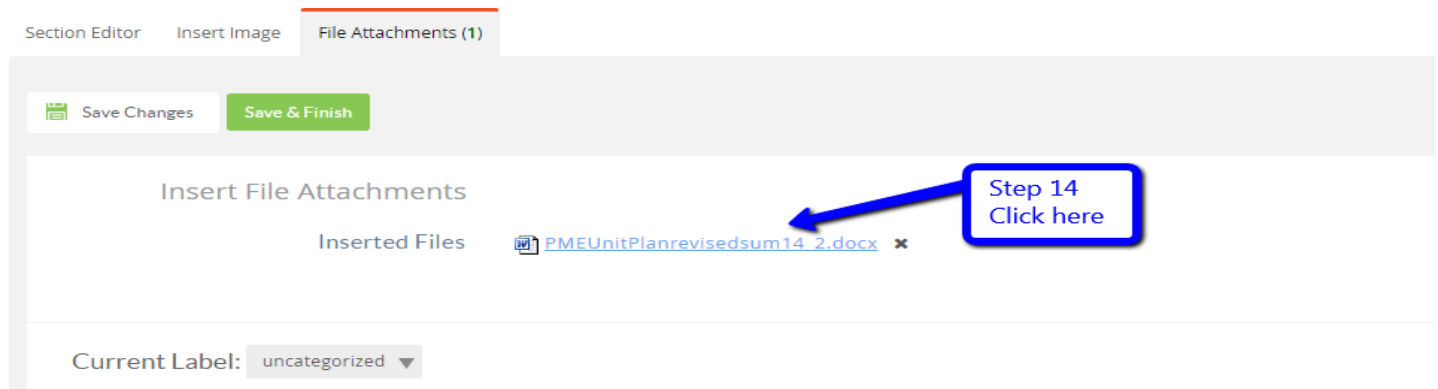 Section Editor Insert Image File Attachments (1)
Save Changes Save & Finish
Insert File Attachments
Step 14
Click here
Inserted Files PMEUnitPlanrevisedsum14_2.docx ×
Current Label: uncategorized